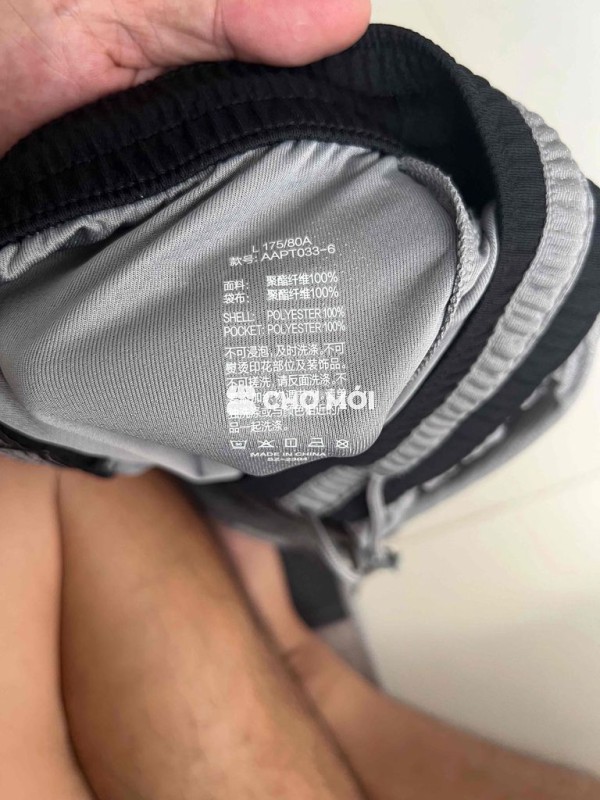 L 175/80A
款号: AAPT033-6
面料: 聚酯纤维100%
袋布: 聚酯纤维100%
SHELL: POLYESTER 100%
POCKET: POLYESTER 100%
不可浸泡, 及时洗涤, 不可
熨烫印花部位及装饰品。
不可搓洗, 请反面洗涤, 不
CHỢ MỚI
品一起洗涤。
MADE IN CHINA